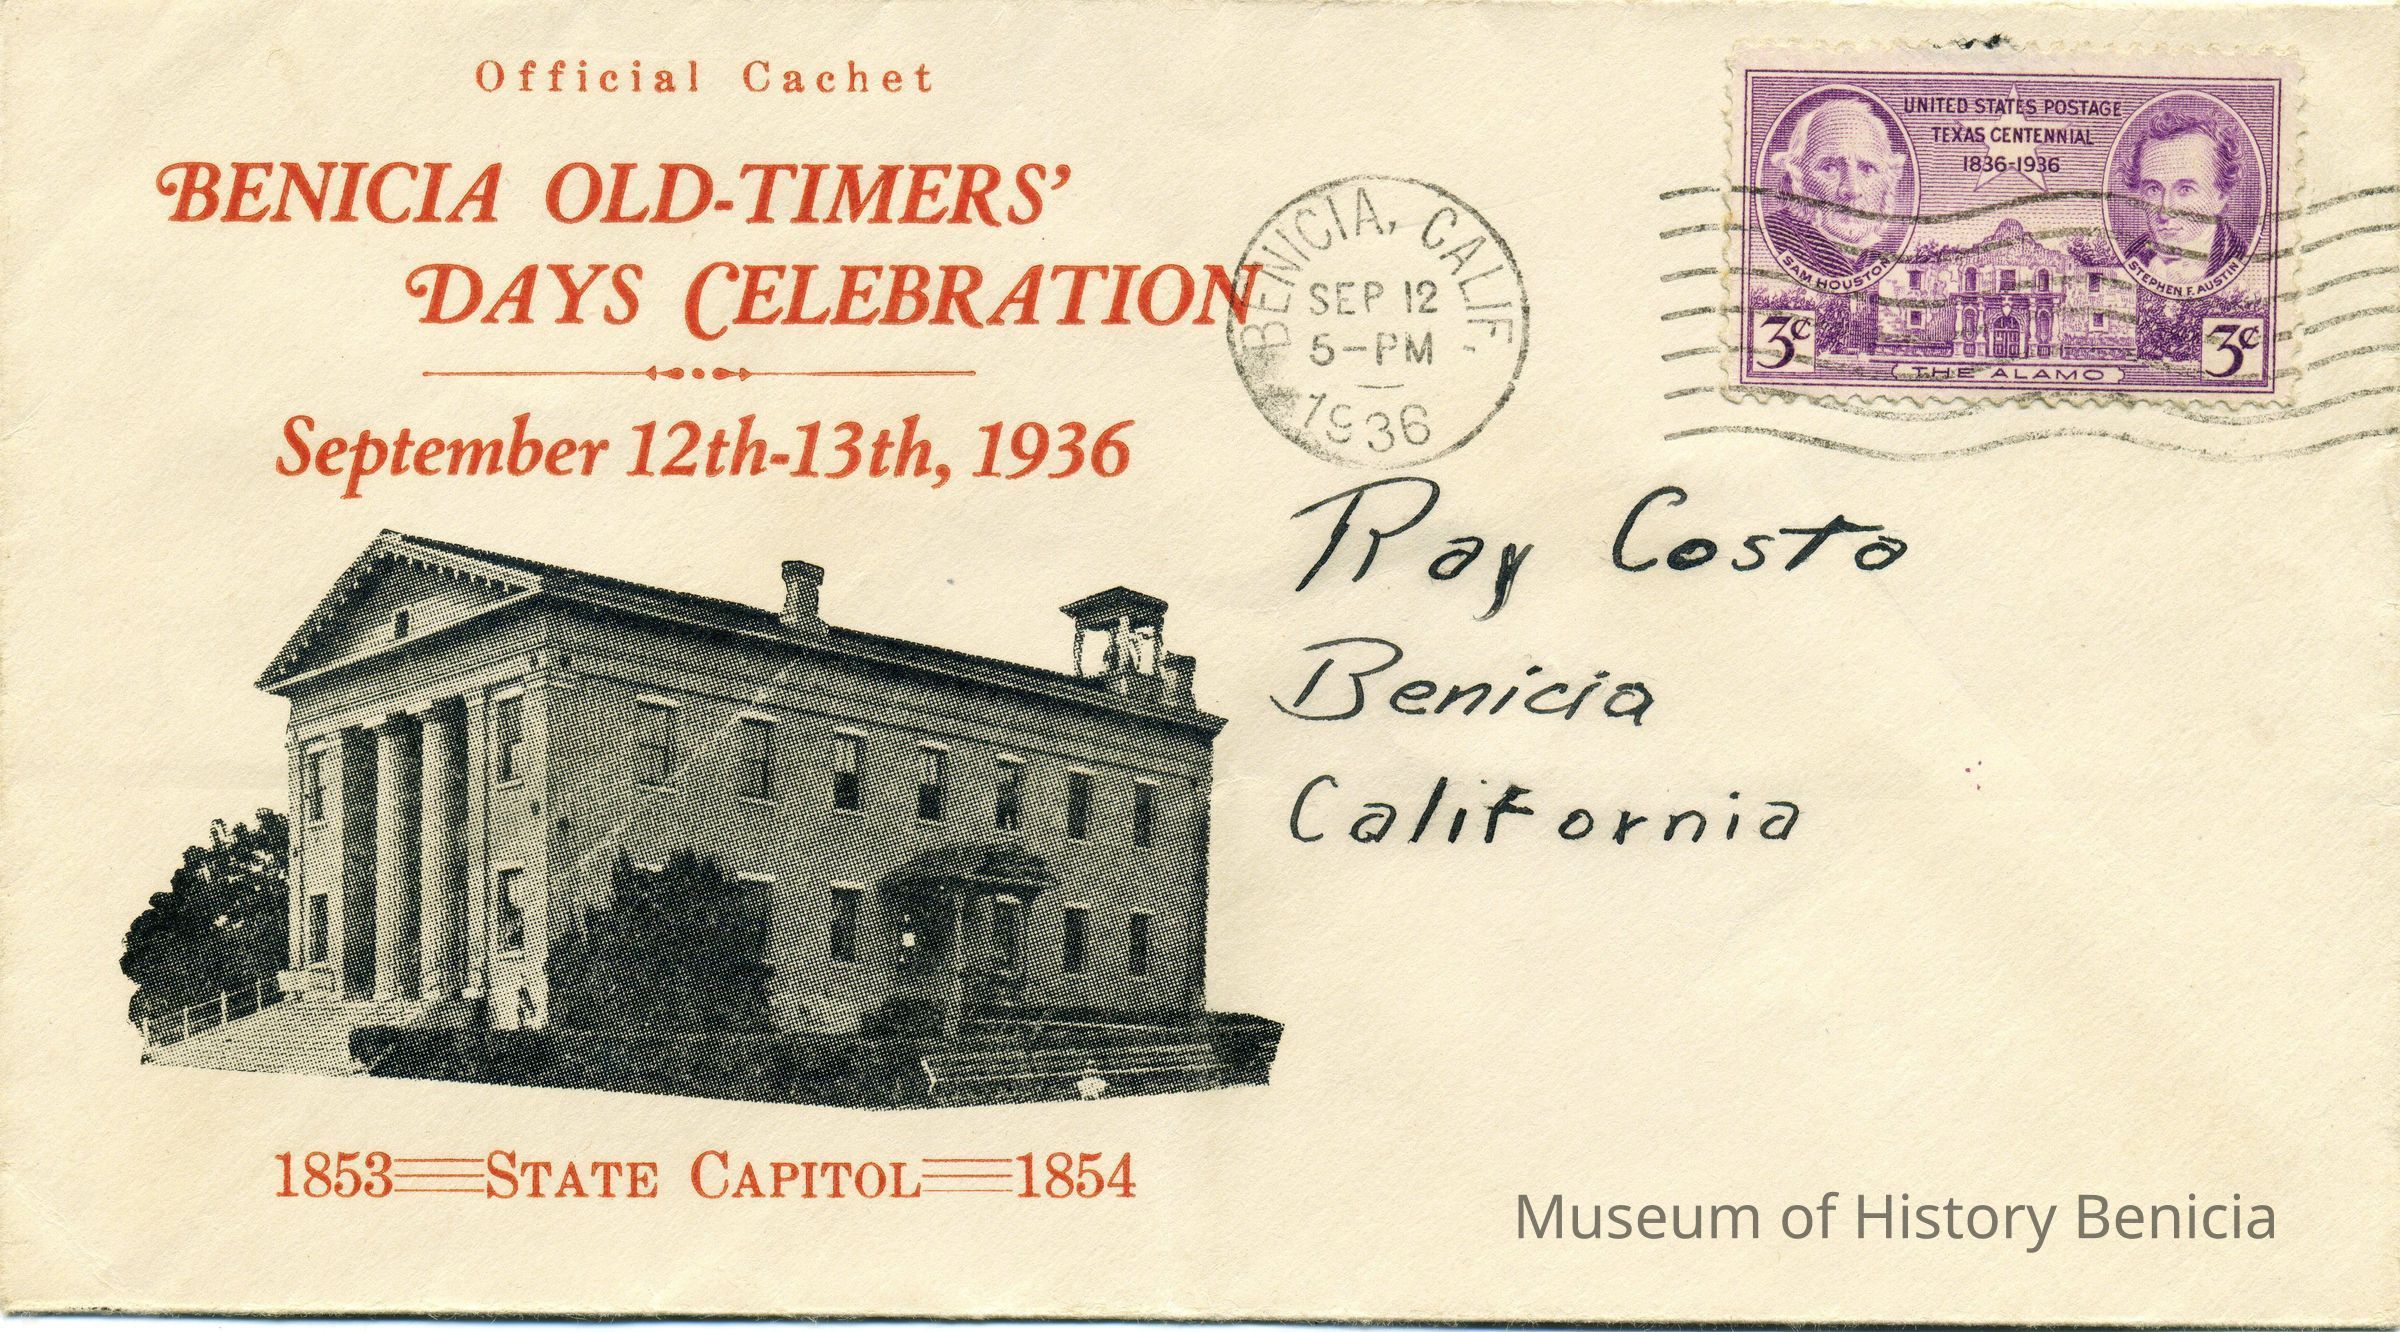 Official Cachet
BENICIA OLD-TIMERS'
DAYS CELEBRATION
September 12th-13th, 1936
1853 STATE CAPITOL 1854
BENICIA, CALIF.
SEP 12
5-PM
1936
UNITED STATES POSTAGE
TEXAS CENTENNIAL
1836-1936
SAM HOUSTON
STEPHEN F. AUSTIN
3¢
3¢
THE ALAMO
Ray Costa
Benicia
California
Museum of History Benicia